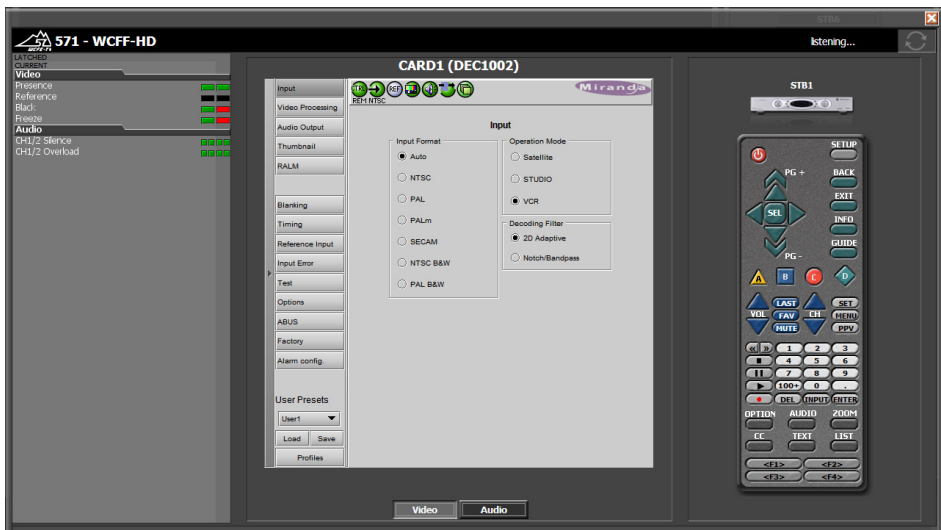 STB6
57
WCFF-TV
571 - WCFF-HD
listening...
LATCHED
CURRENT
Video
Presence
Reference
Black
Freeze
Audio
CH1/2 Silence
CH1/2 Overload
CARD1 (DEC1002)
Input
Video Processing
Audio Output
Thumbnail
RALM
Blanking
Timing
Reference Input
Input Error
Test
Options
ABUS
Factory
Alarm config.
User Presets
User1
Load Save
Profiles
REF
REM NTSC
Miranda
Input
Input Format
Auto
NTSC
PAL
PALm
SECAM
NTSC B&W
PAL B&W
Operation Mode
Satellite
STUDIO
VCR
Decoding Filter
2D Adaptive
Notch/Bandpass
Video Audio
STB1
SETUP
PG + BACK
EXIT
SEL INFO
GUIDE
PG -
A B C D
LAST SET
VOL FAV CH MENU
MUTE PPV
1 2 3
4 5 6
7 8 9
100+ 0 .
DEL INPUT ENTER
OPTION AUDIO ZOOM
CC TEXT LIST
<F1> <F2>
<F3> <F4>